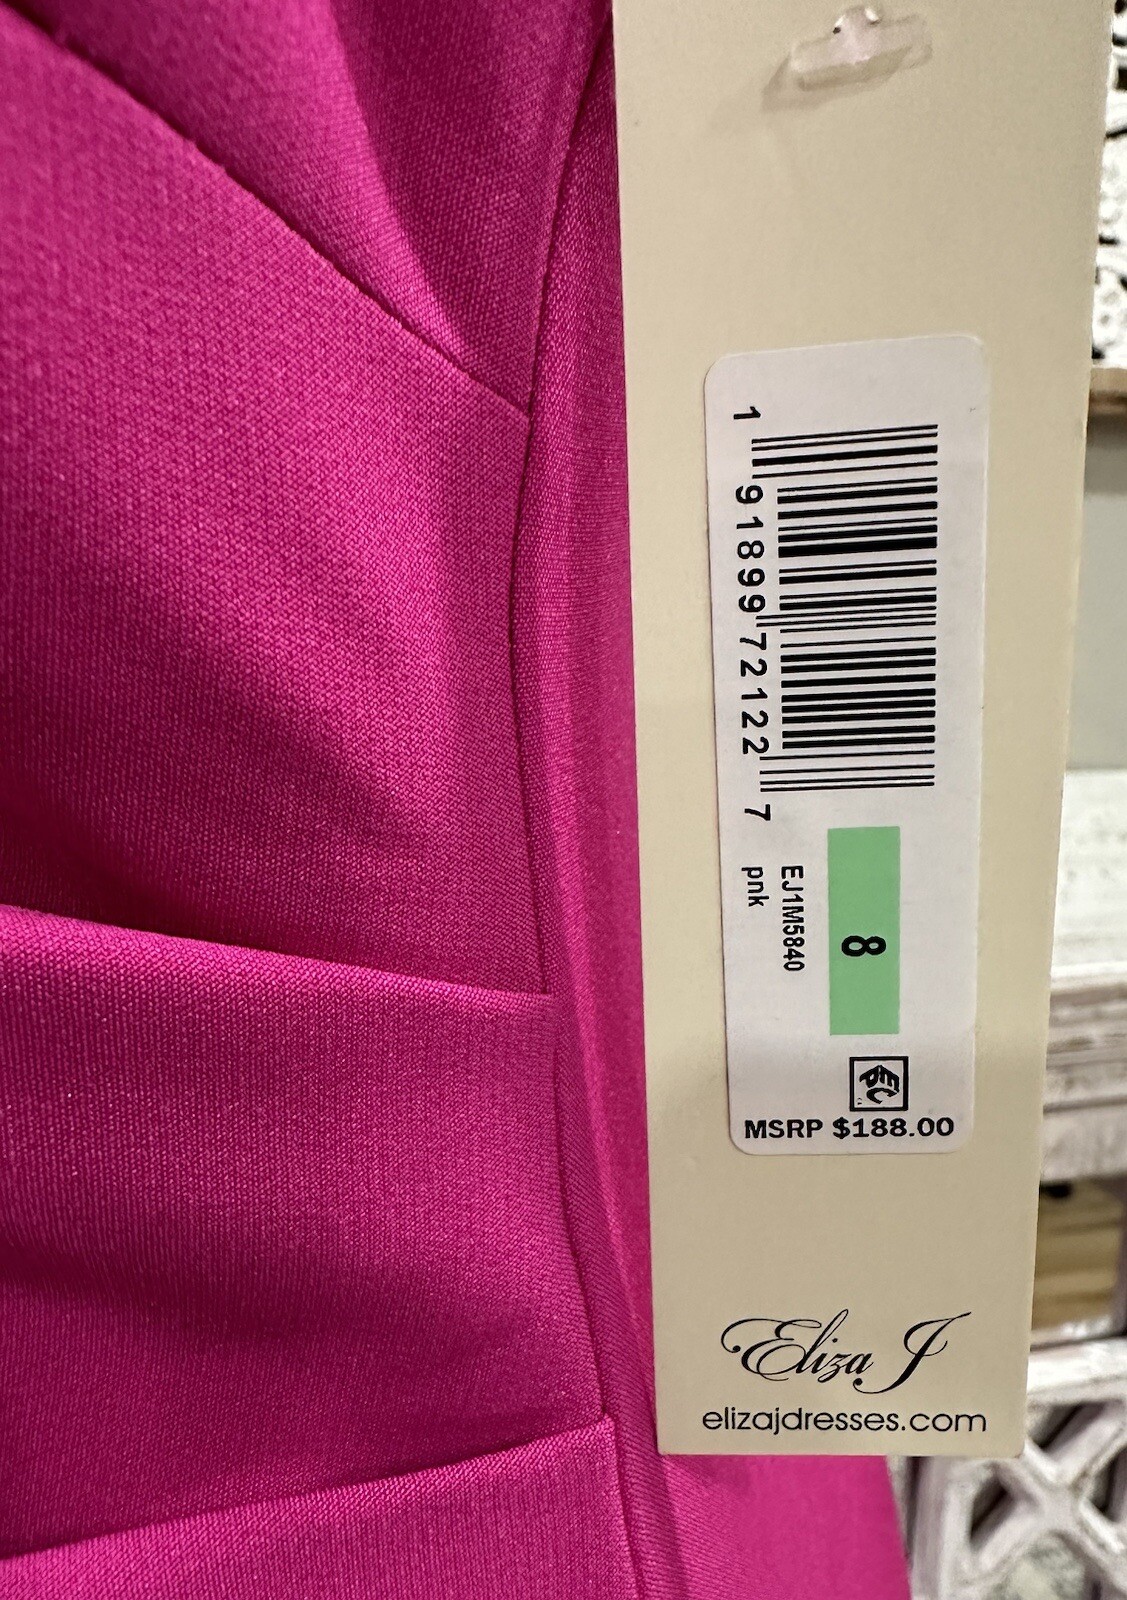 1 91899 72122 7
EJ1M5840
pnk
8
MSRP $188.00
Eliza J
elizajdresses.com